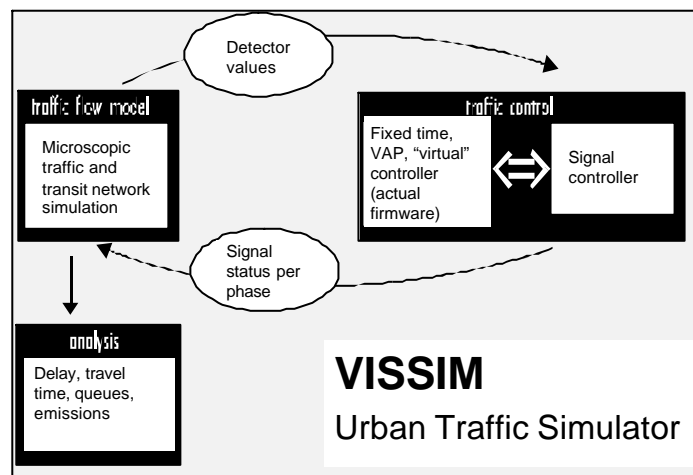 Detector
values
traffic flow model
Microscopic
traffic and
transit network
simulation
traffic control
Fixed time,
VAP, “virtual”
controller
(actual
firmware)
Signal
controller
Signal
status per
phase
analysis
Delay, travel
time, queues,
emissions
VISSIM
Urban Traffic Simulator